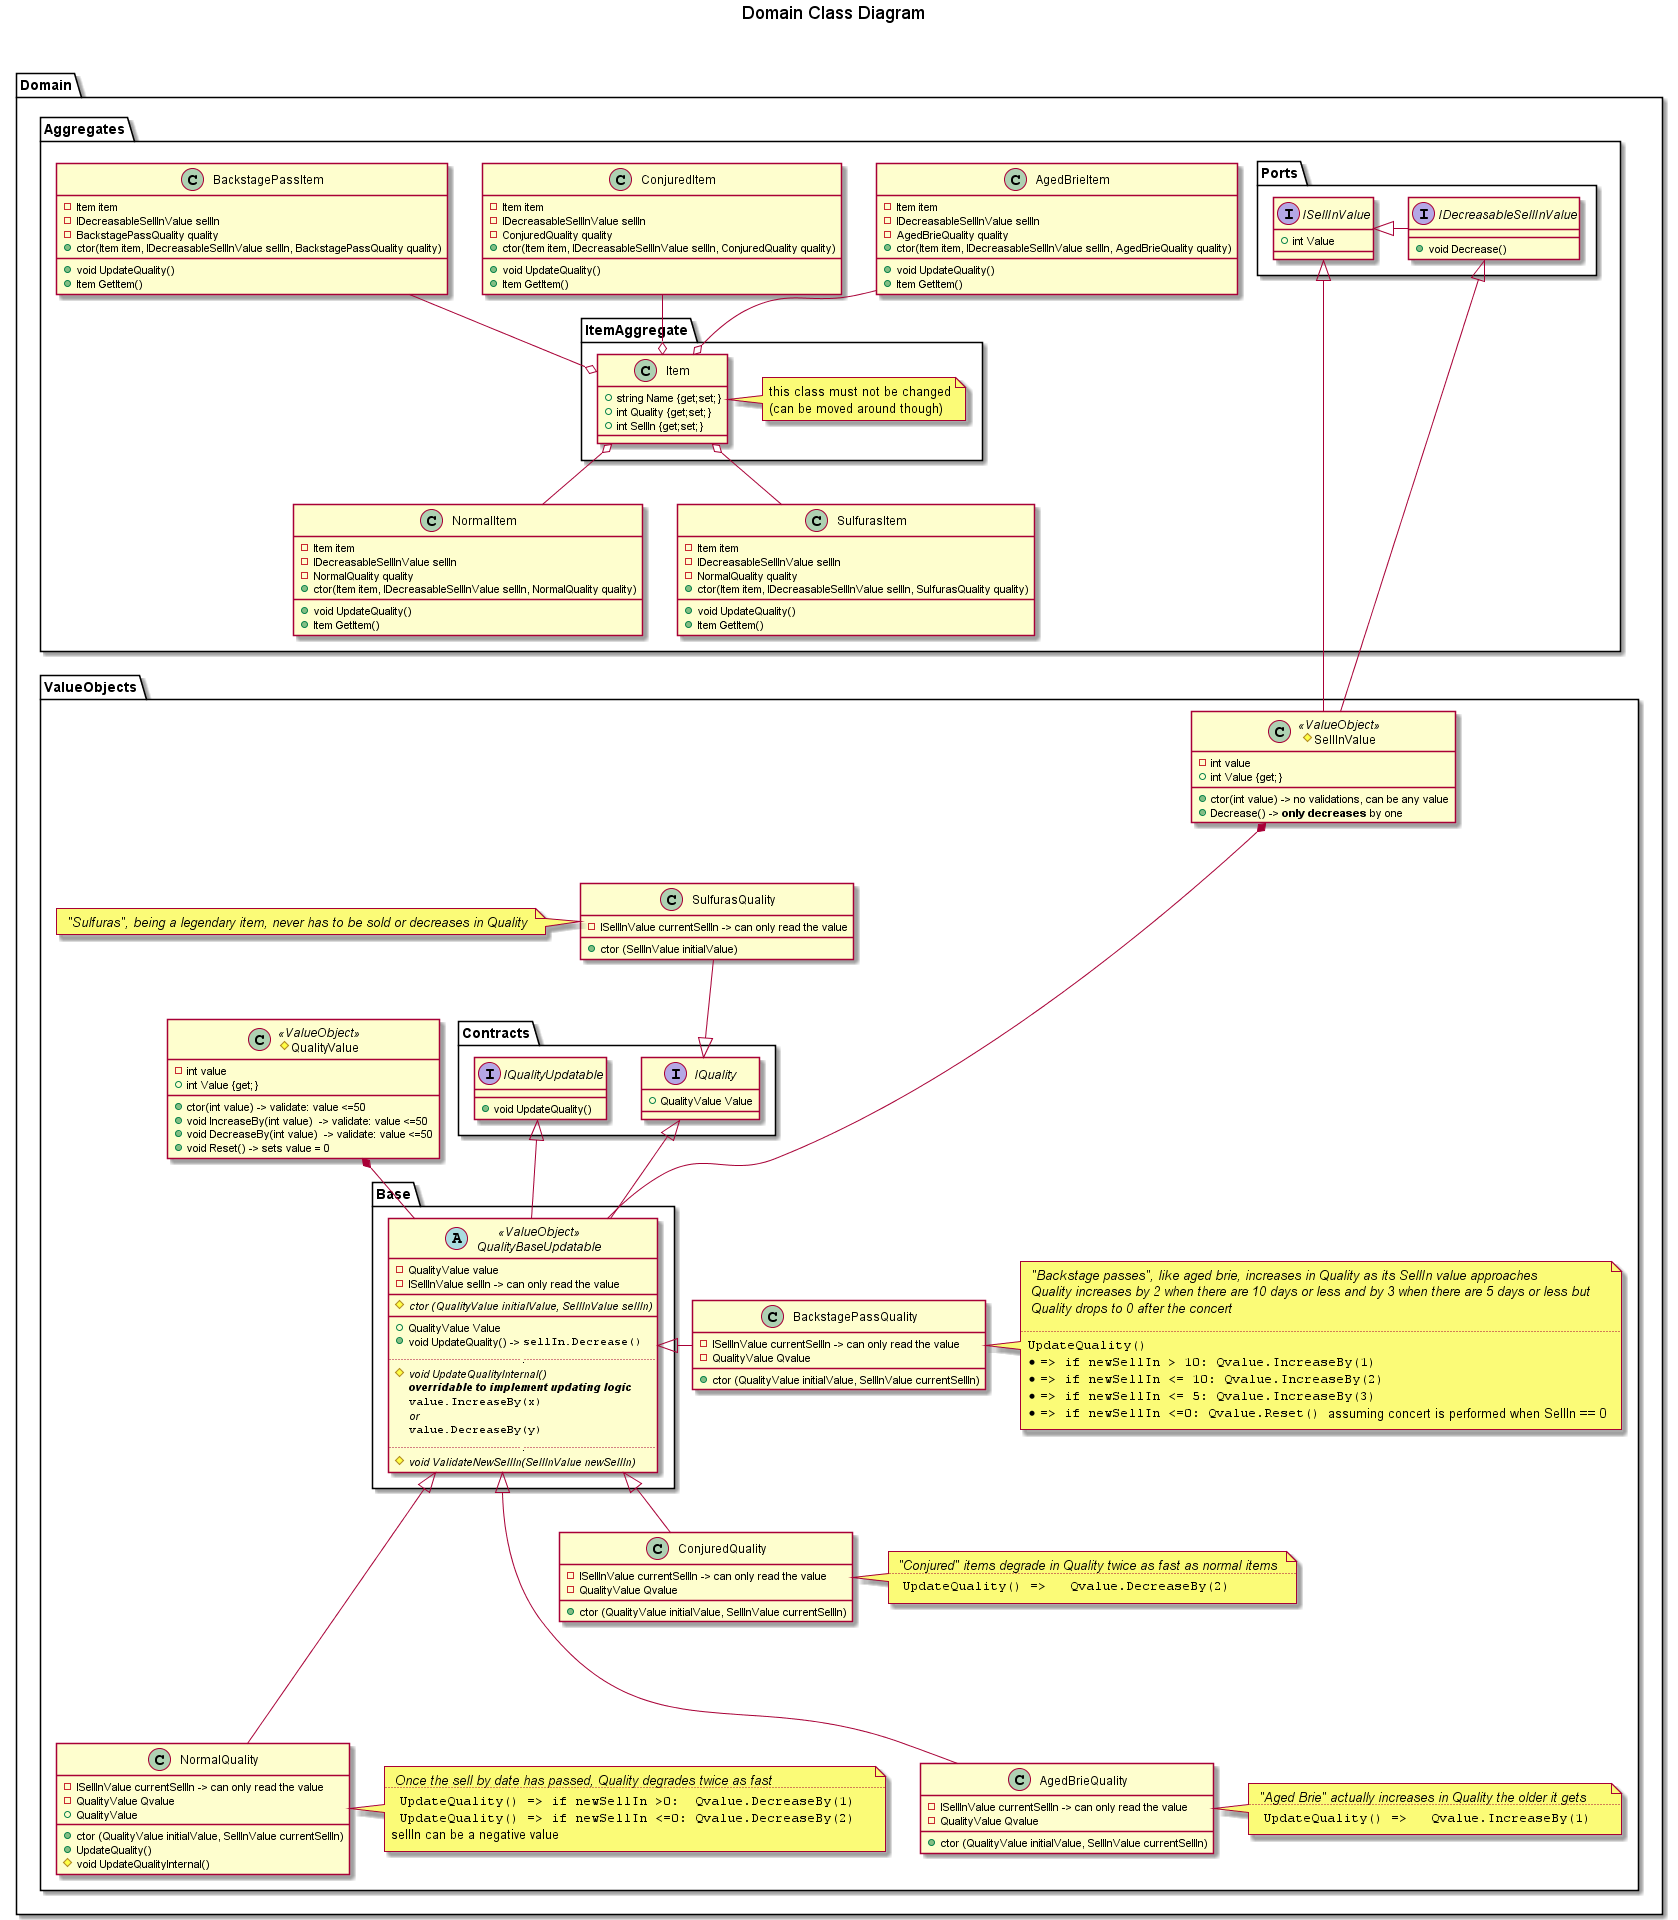 Domain Class Diagram
Domain
Aggregates
BackstagePassItem
Item item
IDecreasableSellInValue sellIn
BackstagePassQuality quality
ctor(Item item, IDecreasableSellInValue sellIn, BackstagePassQuality quality)
void UpdateQuality()
Item GetItem()
C ConjuredItem
Item item
IDecreasableSellInValue sellIn
ConjuredQuality quality
ctor(Item item, IDecreasableSellInValue sellIn, ConjuredQuality quality)
void UpdateQuality()
Item GetItem()
C AgedBrieItem
Item item
IDecreasableSellInValue sellIn
AgedBrieQuality quality
ctor(Item item, IDecreasableSellInValue sellIn, AgedBrieQuality quality)
void UpdateQuality()
Item GetItem()
Ports
I ISellInValue
int Value
I IDecreasableSellInValue
void Decrease()
ItemAggregate
C Item
string Name {get;set;}
int Quality {get;set;}
int SellIn {get;set;}
this class must not be changed
(can be moved around though)
C NormalItem
Item item
IDecreasableSellInValue sellIn
NormalQuality quality
ctor(Item item, IDecreasableSellInValue sellIn, NormalQuality quality)
void UpdateQuality()
Item GetItem()
C SulfurasItem
Item item
IDecreasableSellInValue sellIn
NormalQuality quality
ctor(Item item, IDecreasableSellInValue sellIn, SulfurasQuality quality)
void UpdateQuality()
Item GetItem()
ValueObjects
«ValueObject»
C SellInValue
int value
int Value {get;}
ctor(int value) -> no validations, can be any value
Decrease() -> only decreases by one
"Sulfuras", being a legendary item, never has to be sold or decreases in Quality
C SulfurasQuality
ISellInValue currentSellIn -> can only read the value
ctor (SellInValue initialValue)
«ValueObject»
C QualityValue
int value
int Value {get;}
ctor(int value) -> validate: value <=50
void IncreaseBy(int value)  -> validate: value <=50
void DecreaseBy(int value)  -> validate: value <=50
void Reset() -> sets value = 0
Contracts
I IQualityUpdatable
void UpdateQuality()
I IQuality
QualityValue Value
Base
«ValueObject»
A QualityBaseUpdatable
QualityValue value
ISellInValue sellIn -> can only read the value
ctor (QualityValue initialValue, SellInValue sellIn)
QualityValue Value
void UpdateQuality() -> sellIn.Decrease()
.
void UpdateQualityInternal()
overridable to implement updating logic
value.IncreaseBy(x)
or
value.DecreaseBy(y)
.
void ValidateNewSellIn(SellInValue newSellIn)
C BackstagePassQuality
ISellInValue currentSellIn -> can only read the value
QualityValue Qvalue
ctor (QualityValue initialValue, SellInValue currentSellIn)
"Backstage passes", like aged brie, increases in Quality as its SellIn value approaches
Quality increases by 2 when there are 10 days or less and by 3 when there are 5 days or less but
Quality drops to 0 after the concert
UpdateQuality()
• => if newSellIn > 10: Qvalue.IncreaseBy(1)
• => if newSellIn <= 10: Qvalue.IncreaseBy(2)
• => if newSellIn <= 5: Qvalue.IncreaseBy(3)
• => if newSellIn <=0: Qvalue.Reset() assuming concert is performed when SellIn == 0
C ConjuredQuality
ISellInValue currentSellIn -> can only read the value
QualityValue Qvalue
ctor (QualityValue initialValue, SellInValue currentSellIn)
"Conjured" items degrade in Quality twice as fast as normal items
UpdateQuality() =>   Qvalue.DecreaseBy(2)
C NormalQuality
ISellInValue currentSellIn -> can only read the value
QualityValue Qvalue
QualityValue
ctor (QualityValue initialValue, SellInValue currentSellIn)
UpdateQuality()
void UpdateQualityInternal()
Once the sell by date has passed, Quality degrades twice as fast
UpdateQuality() => if newSellIn >0:  Qvalue.DecreaseBy(1)
UpdateQuality() => if newSellIn <=0: Qvalue.DecreaseBy(2)
sellIn can be a negative value
C AgedBrieQuality
ISellInValue currentSellIn -> can only read the value
QualityValue Qvalue
ctor (QualityValue initialValue, SellInValue currentSellIn)
"Aged Brie" actually increases in Quality the older it gets
UpdateQuality() =>   Qvalue.IncreaseBy(1)